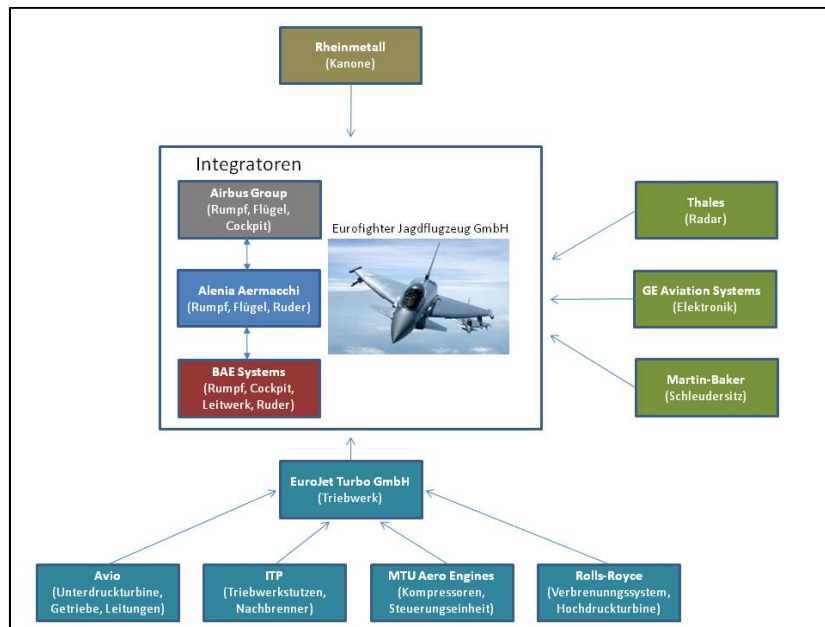 Rheinmetall
(Kanone)
Integratoren
Airbus Group
(Rumpf, Flügel,
Cockpit)
Eurofighter Jagdflugzeug GmbH
Alenia Aermacchi
(Rumpf, Flügel, Ruder)
BAE Systems
(Rumpf, Cockpit,
Leitwerk, Ruder)
Thales
(Radar)
GE Aviation Systems
(Elektronik)
Martin-Baker
(Schleudersitz)
EuroJet Turbo GmbH
(Triebwerk)
Avio
(Unterdruckturbine,
Getriebe, Leitungen)
ITP
(Triebwerkstutzen,
Nachbrenner)
MTU Aero Engines
(Kompressoren,
Steuerungseinheit)
Rolls-Royce
(Verbrenunngssystem,
Hochdruckturbine)